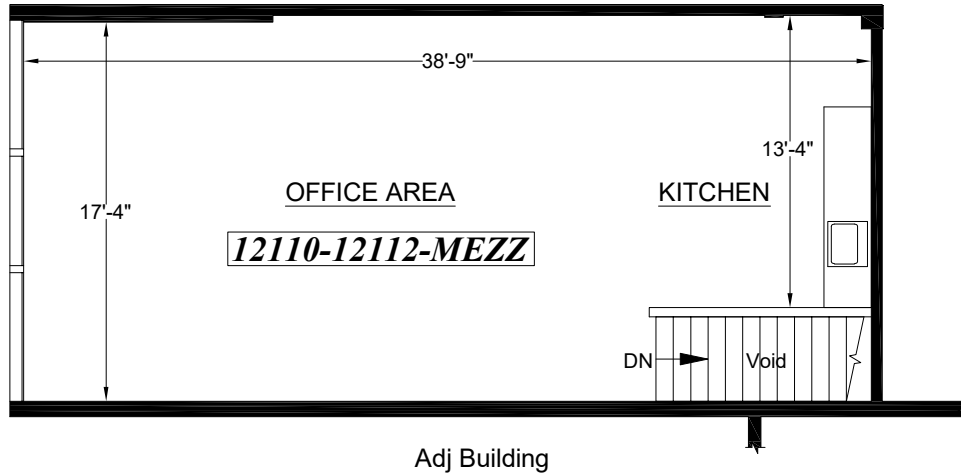 38'-9"
13'-4"
OFFICE AREA
KITCHEN
17'-4"
12110-12112-MEZZ
DN
Void
Adj Building